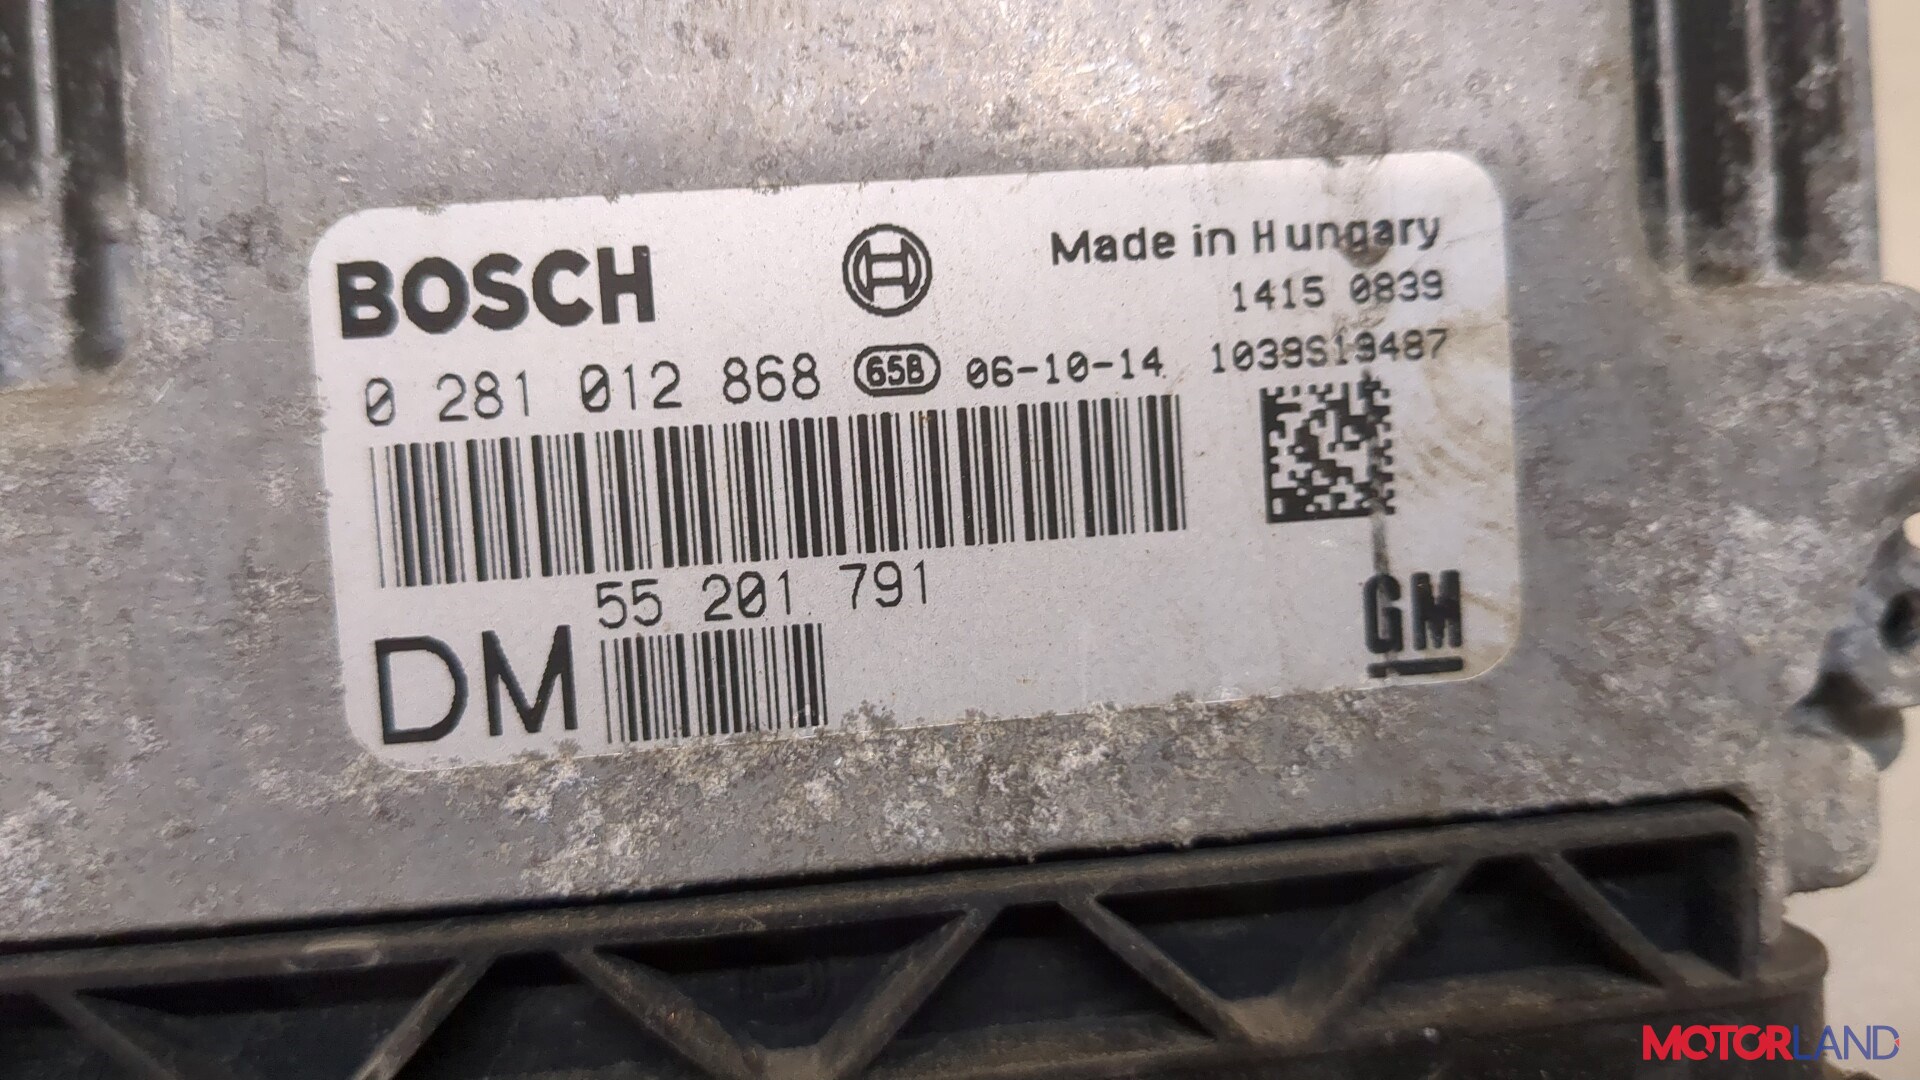 BOSCH
Made in Hungary
1415 0839
0 281 012 868 65B 06-10-14 1039S19487
55 201 791
DM
GM
MOTORLAND